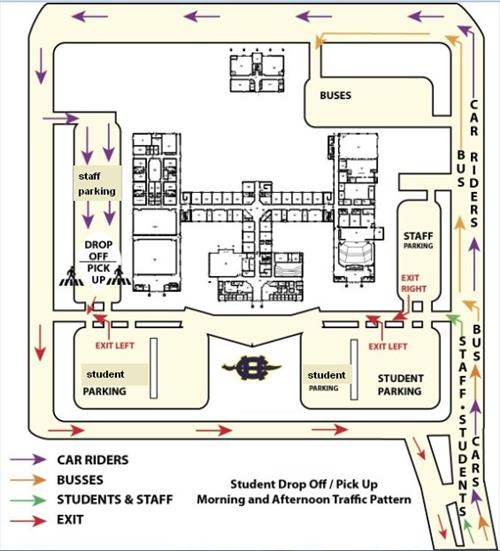 BUSES
CAR RIDERS
BUS
staff
parking
DROP
OFF
PICK
UP
STAFF
PARKING
EXIT
RIGHT
EXIT LEFT
EXIT LEFT
student
PARKING
student
PARKING
STUDENT
PARKING
BUS
CARS
STAFF • STUDENTS
CAR RIDERS
BUSSES
STUDENTS & STAFF
EXIT
Student Drop Off / Pick Up
Morning and Afternoon Traffic Pattern